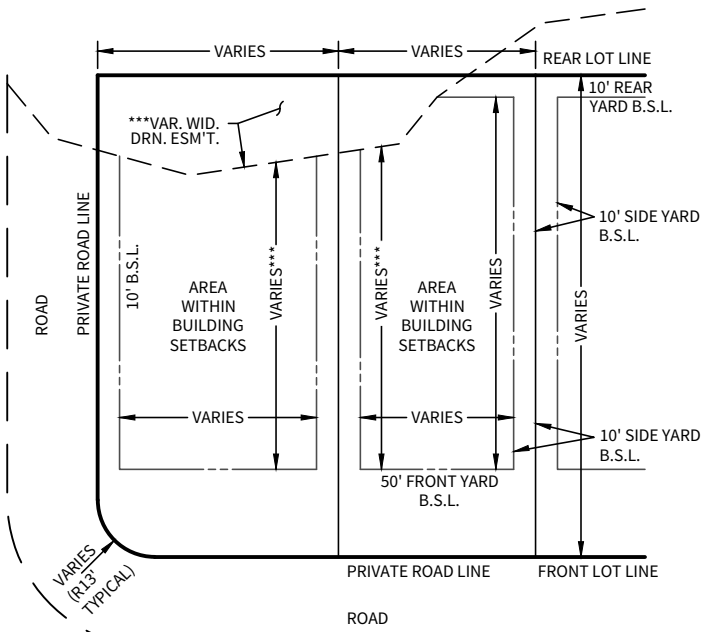 VARIES
VARIES
REAR LOT LINE
10' REAR
YARD B.S.L.
***VAR. WID.
DRN. ESM'T.
PRIVATE ROAD LINE
ROAD
10' B.S.L.
AREA
WITHIN
BUILDING
SETBACKS
VARIES***
VARIES***
AREA
WITHIN
BUILDING
SETBACKS
VARIES
VARIES
10' SIDE YARD
B.S.L.
VARIES
VARIES
10' SIDE YARD
B.S.L.
50' FRONT YARD
B.S.L.
VARIES
(R13'
TYPICAL)
PRIVATE ROAD LINE
FRONT LOT LINE
ROAD